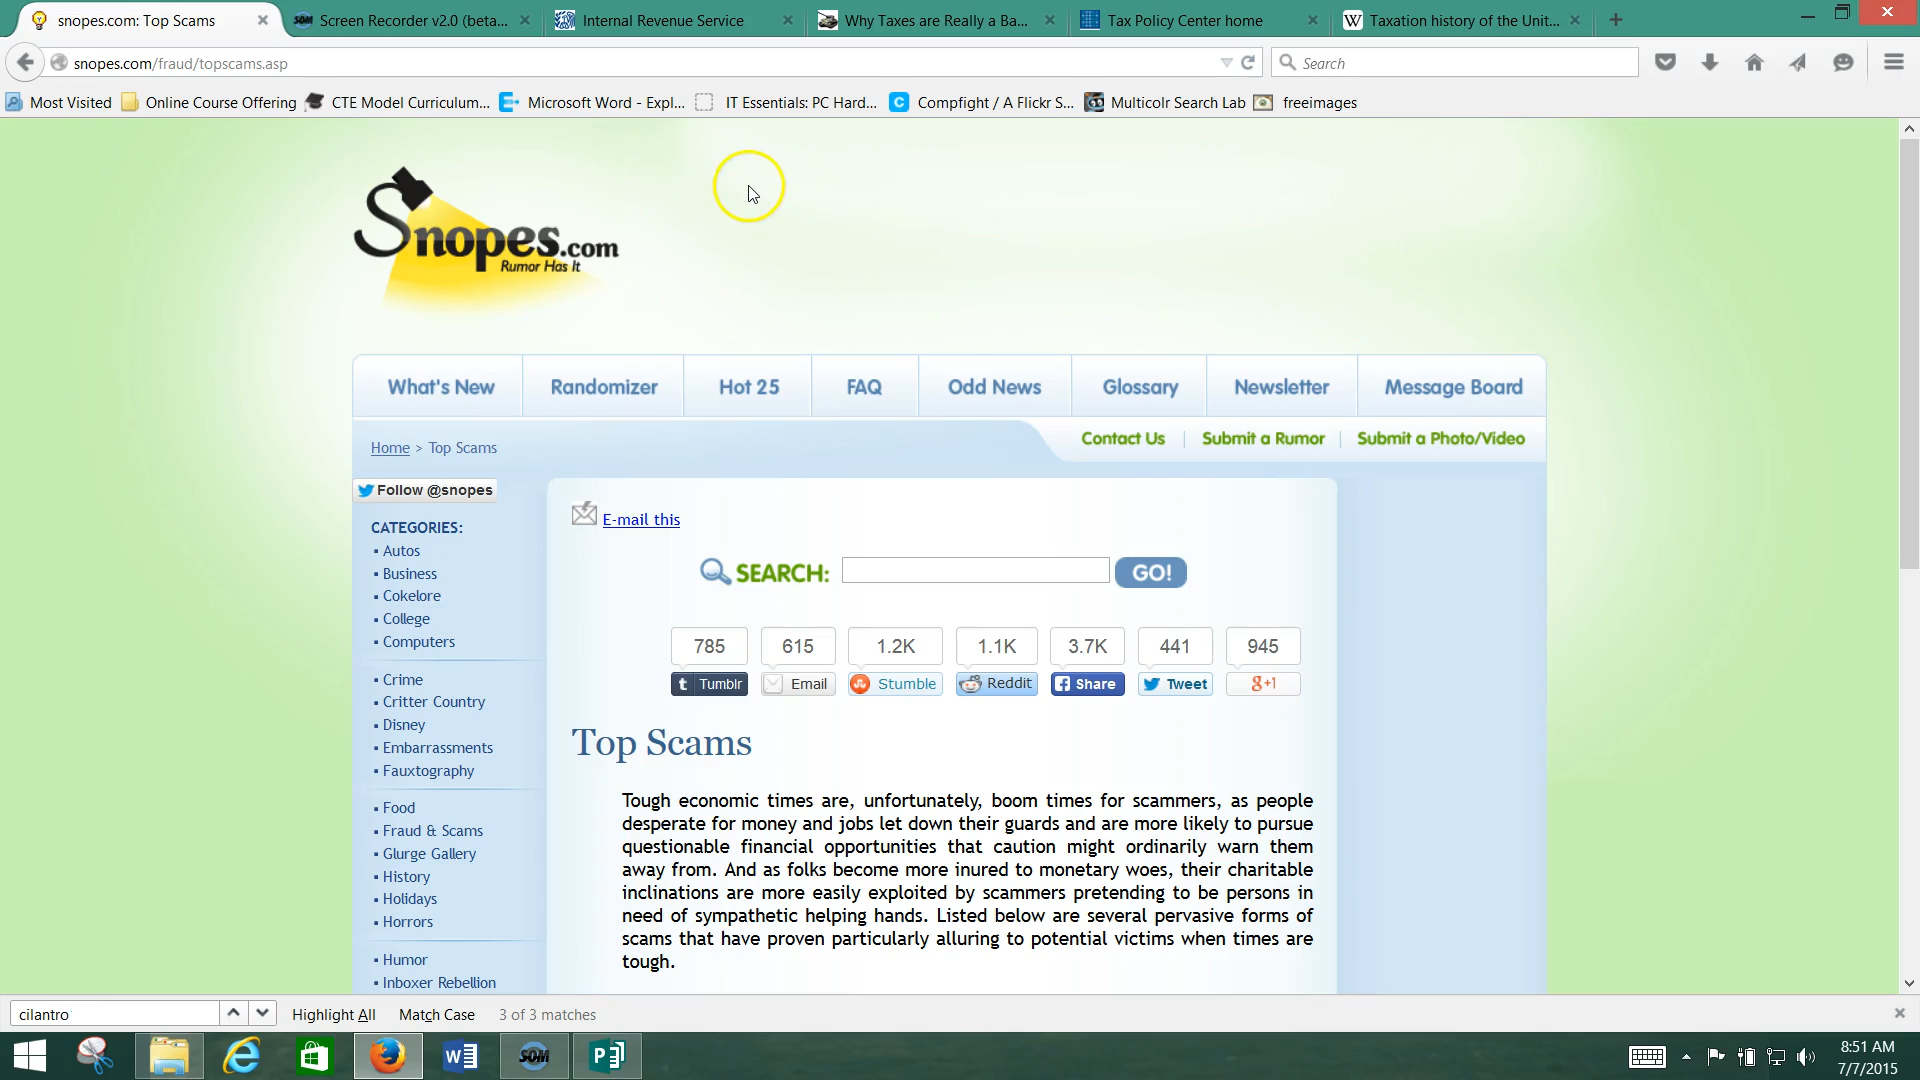 snopes.com: Top Scams
Screen Recorder v2.0 (beta...
Internal Revenue Service
Why Taxes are Really a Ba...
Tax Policy Center home
Taxation history of the Unit...
snopes.com/fraud/topscams.asp
Search
Most Visited
Online Course Offering
CTE Model Curriculum...
Microsoft Word - Expl...
IT Essentials: PC Hard...
Compfight / A Flickr S...
Multicolr Search Lab
freeimages
Snopes.com
Rumor Has It
What's New
Randomizer
Hot 25
FAQ
Odd News
Glossary
Newsletter
Message Board
Contact Us
Submit a Rumor
Submit a Photo/Video
Home > Top Scams
Follow @snopes
CATEGORIES:
Autos
Business
Cokelore
College
Computers
Crime
Critter Country
Disney
Embarrassments
Fauxtography
Food
Fraud & Scams
Glurge Gallery
History
Holidays
Horrors
Humor
Inboxer Rebellion
E-mail this
SEARCH:
GO!
785
615
1.2K
1.1K
3.7K
441
945
Tumblr
Email
Stumble
Reddit
Share
Tweet
g+1
Top Scams
Tough economic times are, unfortunately, boom times for scammers, as people
desperate for money and jobs let down their guards and are more likely to pursue
questionable financial opportunities that caution might ordinarily warn them
away from. And as folks become more inured to monetary woes, their charitable
inclinations are more easily exploited by scammers pretending to be persons in
need of sympathetic helping hands. Listed below are several pervasive forms of
scams that have proven particularly alluring to potential victims when times are
tough.
cilantro
Highlight All
Match Case
3 of 3 matches
SOM
8:51 AM
7/7/2015